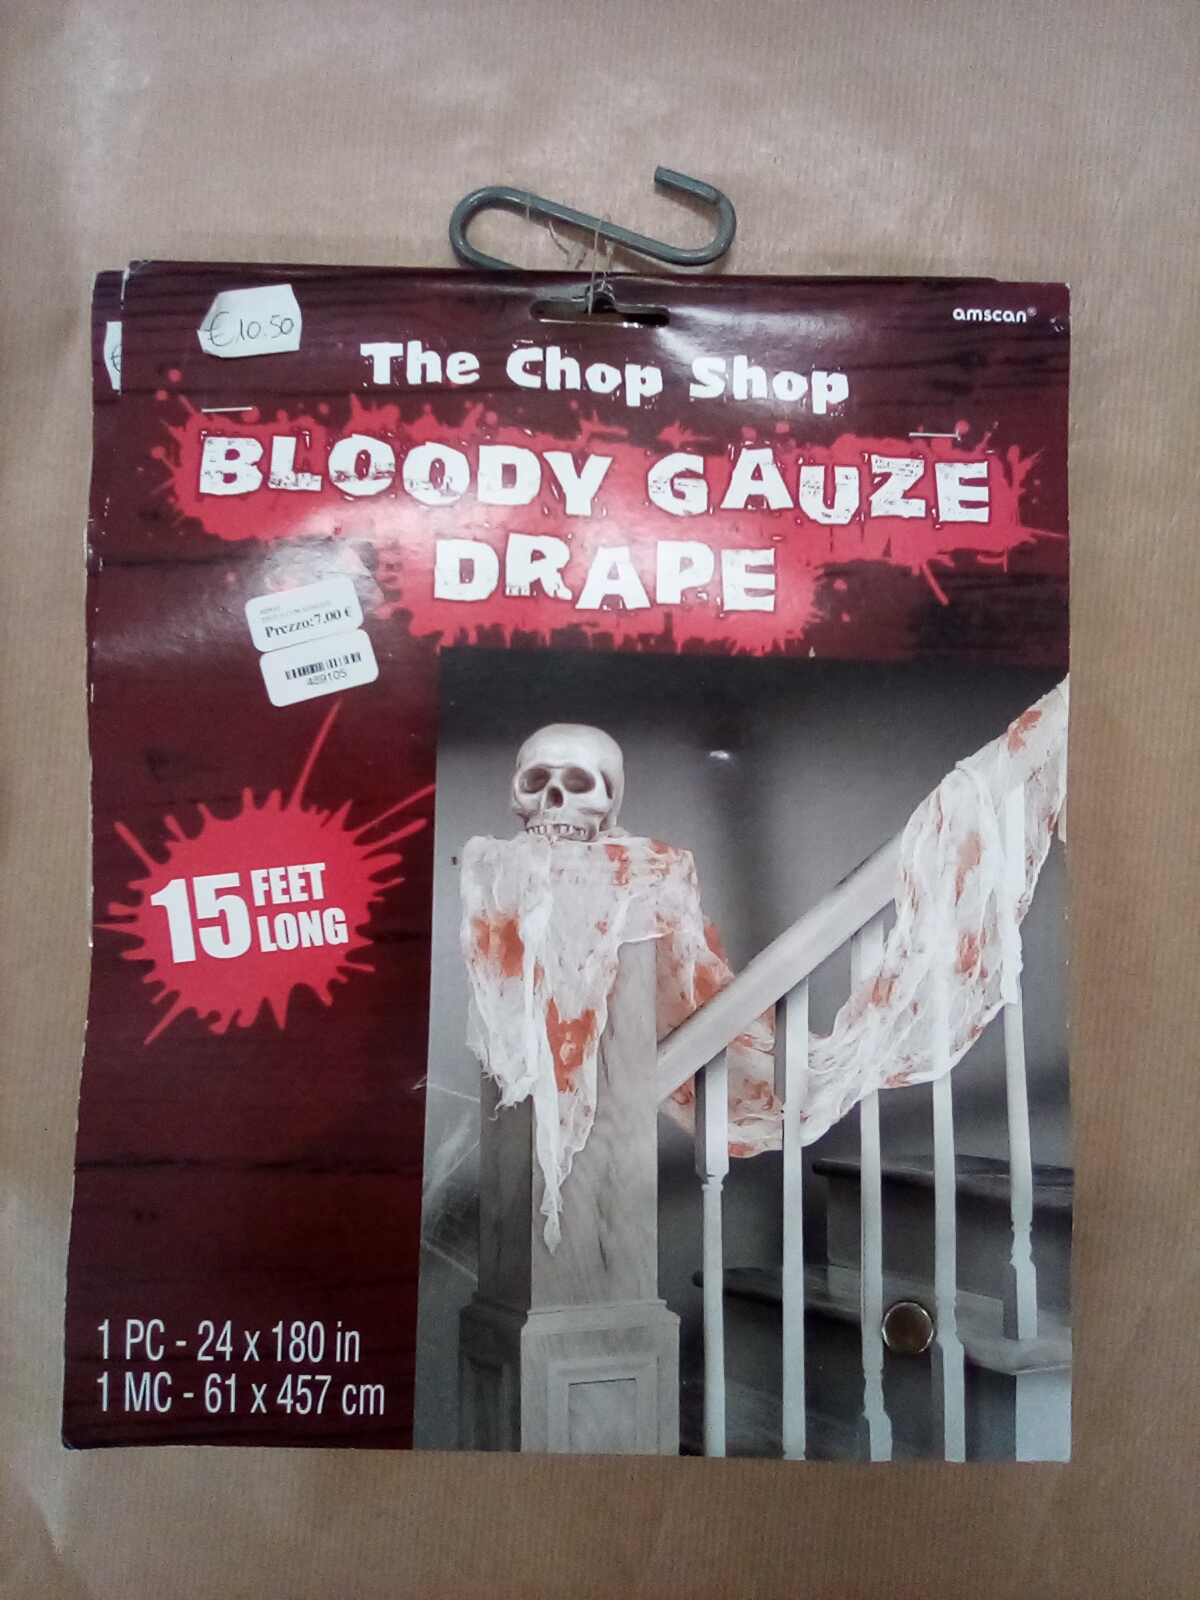 amscan®
€10.50
€
The Chop Shop
BLOODY GAUZE
DRAPE
Prezzo: 7,00 €
469105
15 FEET
LONG
1 PC - 24 x 180 in
1 MC - 61 x 457 cm